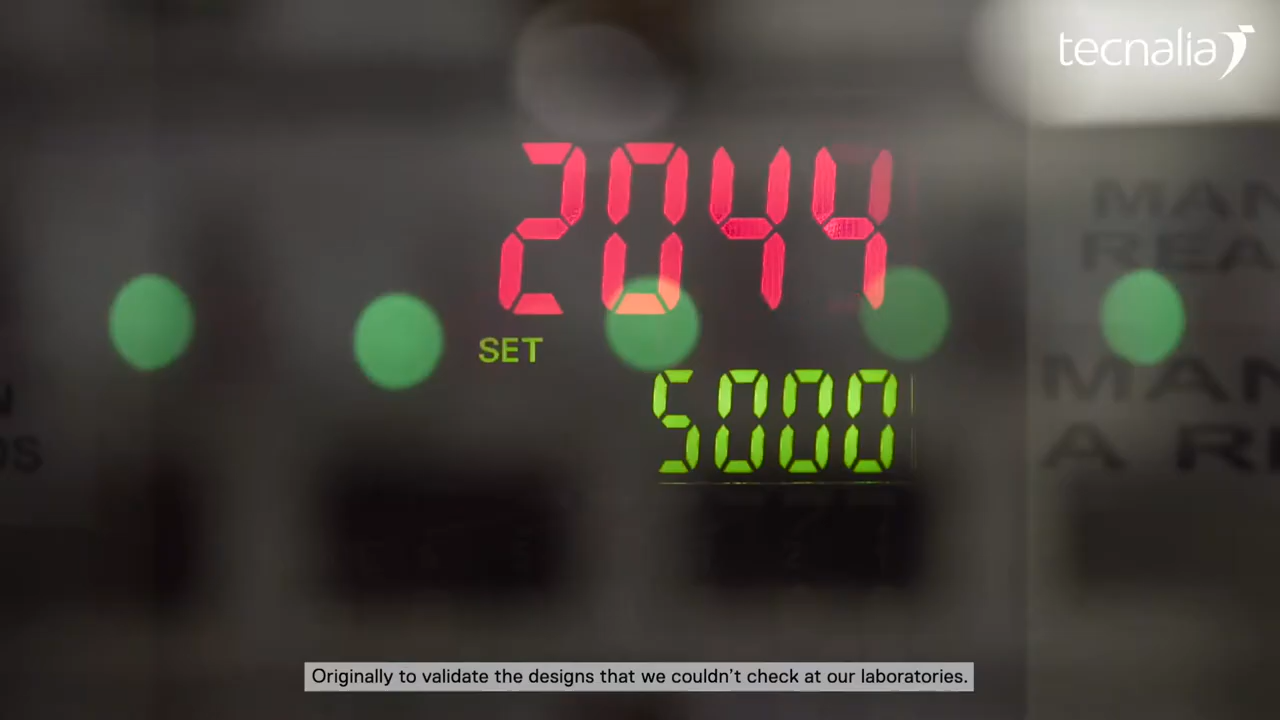 tecnalia
2044
SET
5000
MAN
REA
MAN
A R
Originally to validate the designs that we couldn't check at our laboratories.